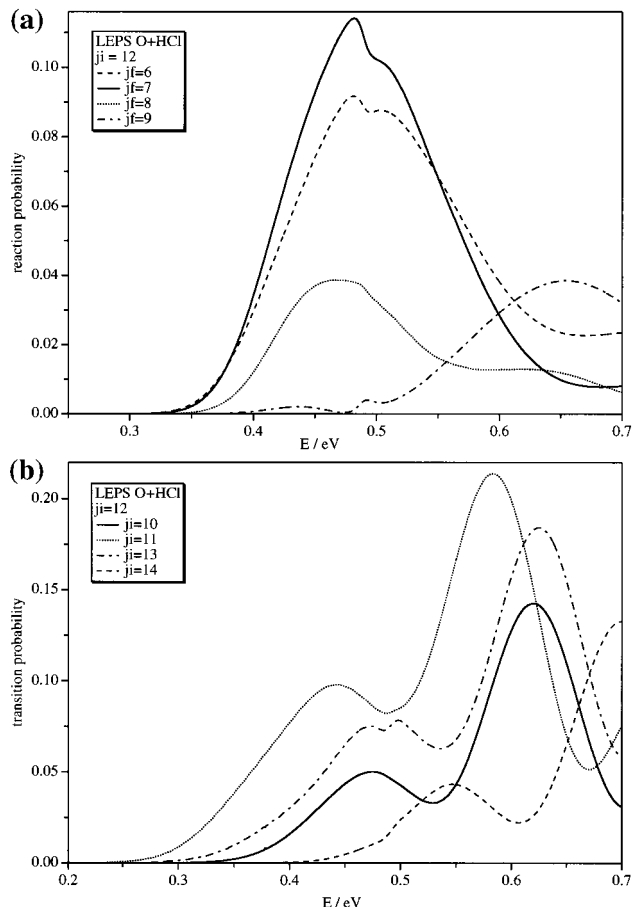 (a)
LEPS O+HCl
ji = 12
jf=6
jf=7
jf=8
jf=9
reaction probability
0.10
0.08
0.06
0.04
0.02
0.00
0.3 0.4 0.5 0.6 0.7
E / eV
(b)
LEPS O+HCl
ji=12
ji=10
ji=11
ji=13
ji=14
transition probability
0.20
0.15
0.10
0.05
0.00
0.2 0.3 0.4 0.5 0.6 0.7
E / eV